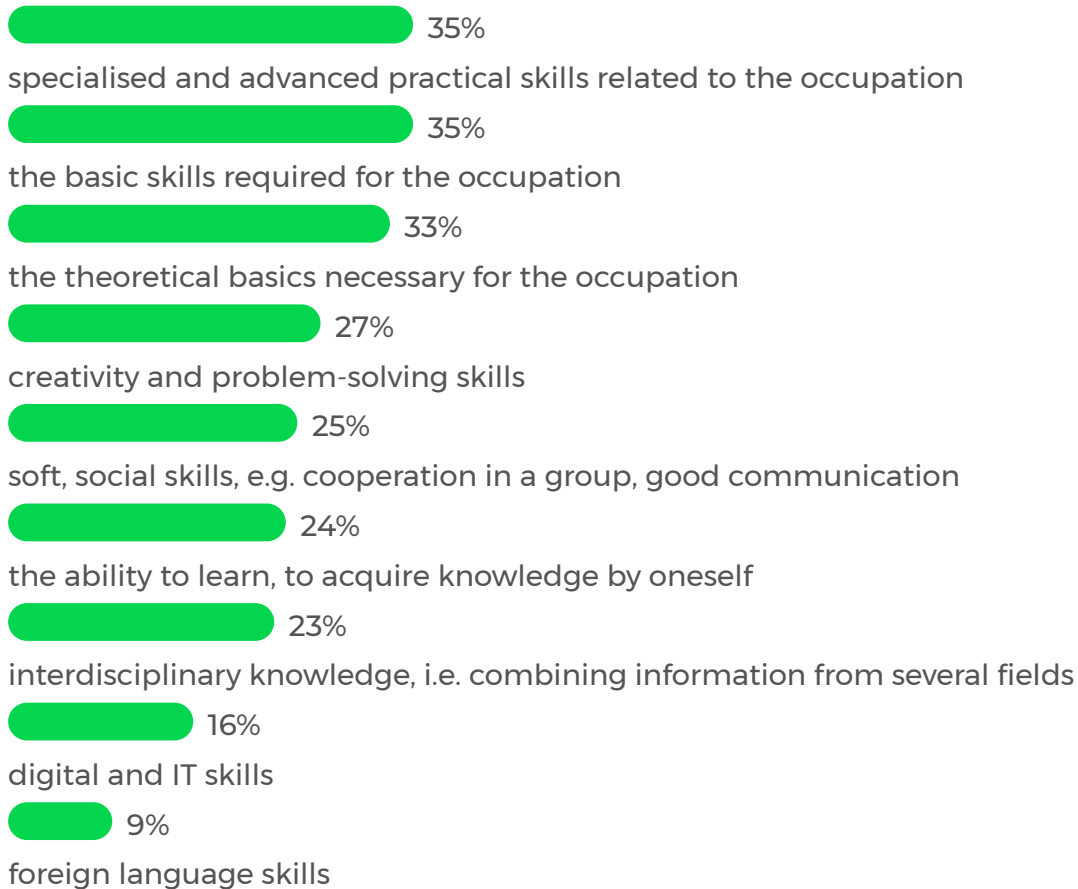 35%
specialised and advanced practical skills related to the occupation
35%
the basic skills required for the occupation
33%
the theoretical basics necessary for the occupation
27%
creativity and problem-solving skills
25%
soft, social skills, e.g. cooperation in a group, good communication
24%
the ability to learn, to acquire knowledge by oneself
23%
interdisciplinary knowledge, i.e. combining information from several fields
16%
digital and IT skills
9%
foreign language skills